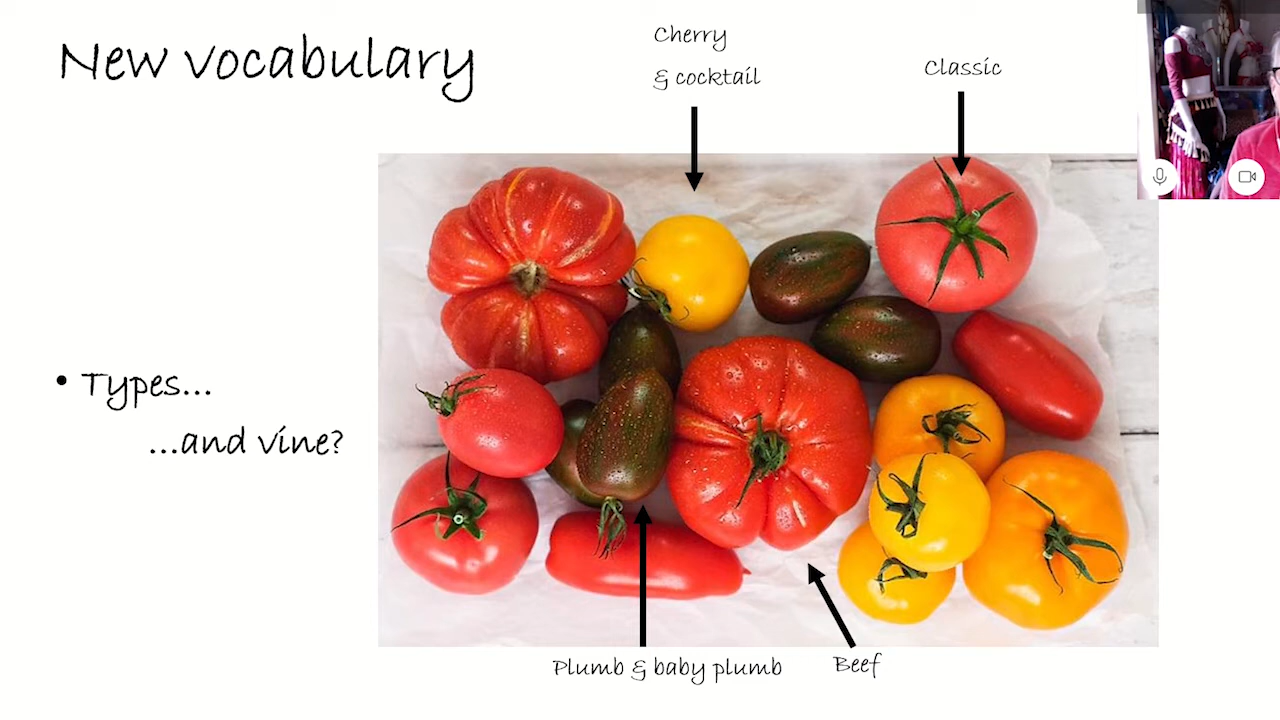 New vocabulary
Cherry
& cocktail
Classic
• Types...
...and vine?
Plumb & baby plumb
Beef